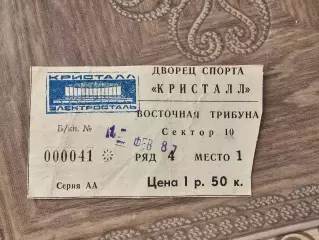 КРИСТАЛЛ
ЭЛЕКТРОСТАЛЬ
ДВОРЕЦ СПОРТА
«КРИСТАЛЛ»
ВОСТОЧНАЯ ТРИБУНА
Б/кн. №
Сектор 10
ФЕВ 87
000041
РЯД 4 МЕСТО 1
Серия АА
Цена 1 р. 50 к.